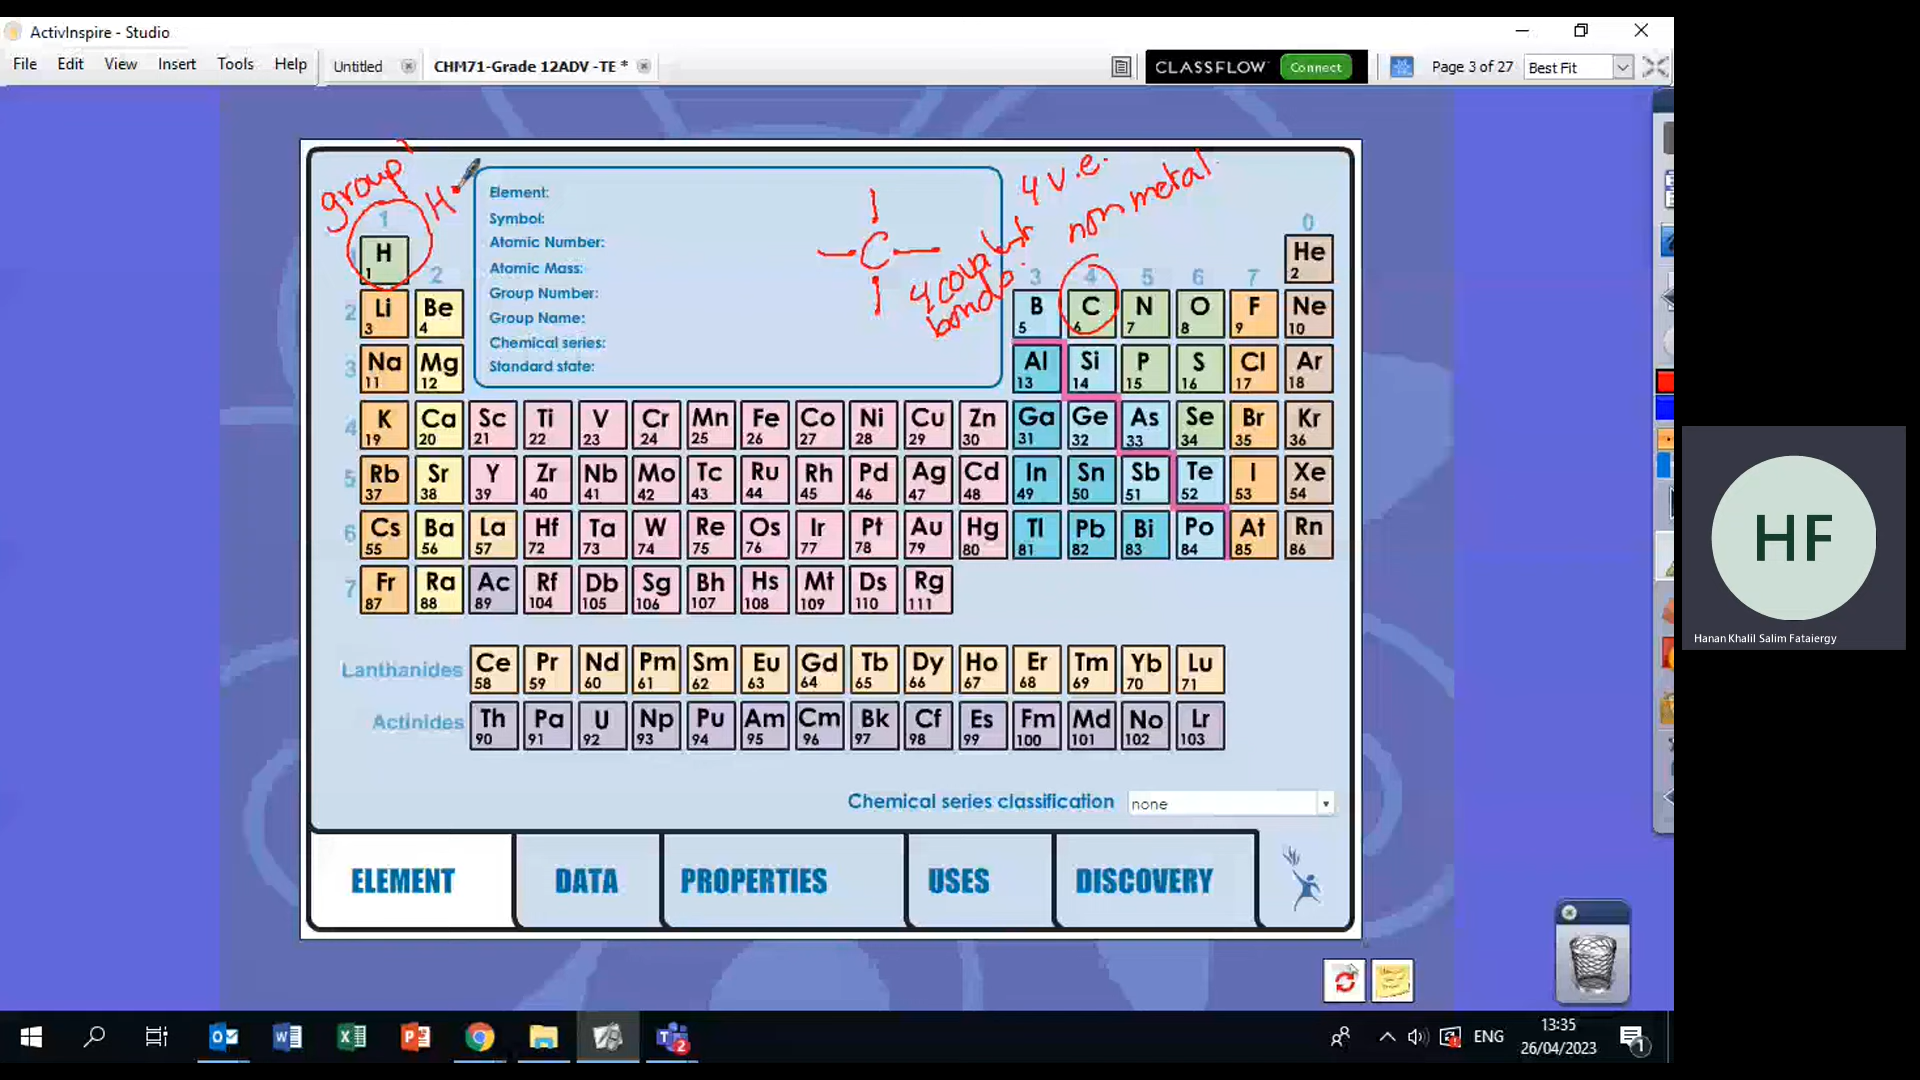 ActivInspire - Studio
File Edit View Insert Tools Help
Untitled
CHM71-Grade 12ADV -TE *
CLASSFLOW Connect
Page 3 of 27
Best Fit
group 1
H
4 v.e.
non metal
C
4 covalent
bonds
Element:
Symbol:
Atomic Number:
Atomic Mass:
Group Number:
Group Name:
Chemical series:
Standard state:
1 0
H 1 He 2
2 3 4 5 6 7
2 Li 3 Be 4 B 5 C 6 N 7 O 8 F 9 Ne 10
3 Na 11 Mg 12 Al 13 Si 14 P 15 S 16 Cl 17 Ar 18
4 K 19 Ca 20 Sc 21 Ti 22 V 23 Cr 24 Mn 25 Fe 26 Co 27 Ni 28 Cu 29 Zn 30 Ga 31 Ge 32 As 33 Se 34 Br 35 Kr 36
5 Rb 37 Sr 38 Y 39 Zr 40 Nb 41 Mo 42 Tc 43 Ru 44 Rh 45 Pd 46 Ag 47 Cd 48 In 49 Sn 50 Sb 51 Te 52 I 53 Xe 54
6 Cs 55 Ba 56 La 57 Hf 72 Ta 73 W 74 Re 75 Os 76 Ir 77 Pt 78 Au 79 Hg 80 Tl 81 Pb 82 Bi 83 Po 84 At 85 Rn 86
7 Fr 87 Ra 88 Ac 89 Rf 104 Db 105 Sg 106 Bh 107 Hs 108 Mt 109 Ds 110 Rg 111
Lanthanides Ce 58 Pr 59 Nd 60 Pm 61 Sm 62 Eu 63 Gd 64 Tb 65 Dy 66 Ho 67 Er 68 Tm 69 Yb 70 Lu 71
Actinides Th 90 Pa 91 U 92 Np 93 Pu 94 Am 95 Cm 96 Bk 97 Cf 98 Es 99 Fm 100 Md 101 No 102 Lr 103
Chemical series classification none
ELEMENT DATA PROPERTIES USES DISCOVERY
HF
Hanan Khalil Salim Fataiergy
ENG
13:35
26/04/2023